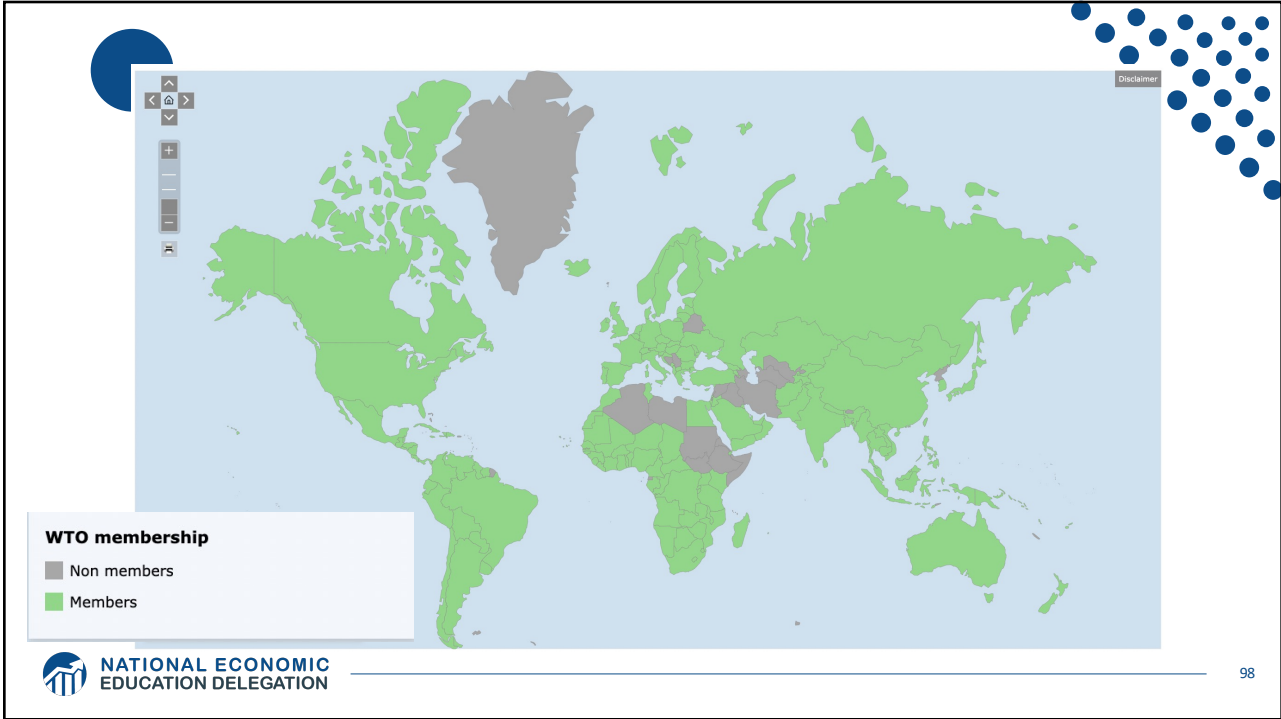 Disclaimer
WTO membership
Non members
Members
NATIONAL ECONOMIC
EDUCATION DELEGATION
98